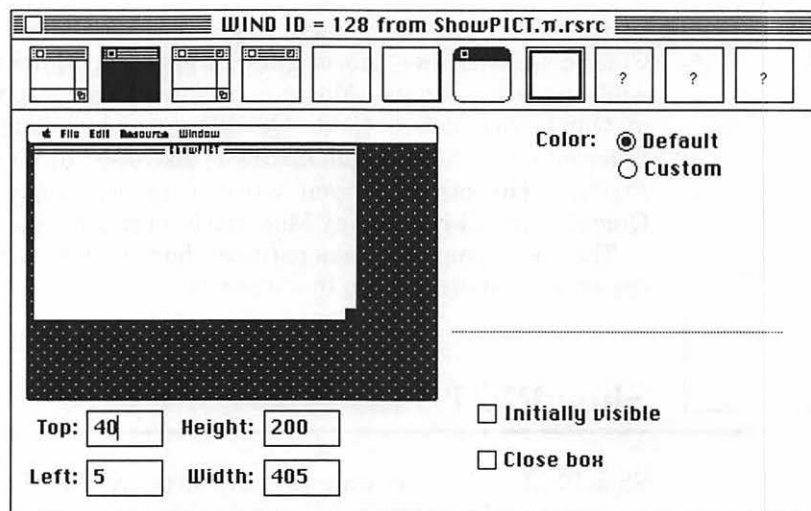 WIND ID = 128 from ShowPICT.π.rsrc
? ? ?
File Edit Resource Window
ShowPICT
Color: Default
Custom
Top: 40 Height: 200
Left: 5 Width: 405
Initially visible
Close box